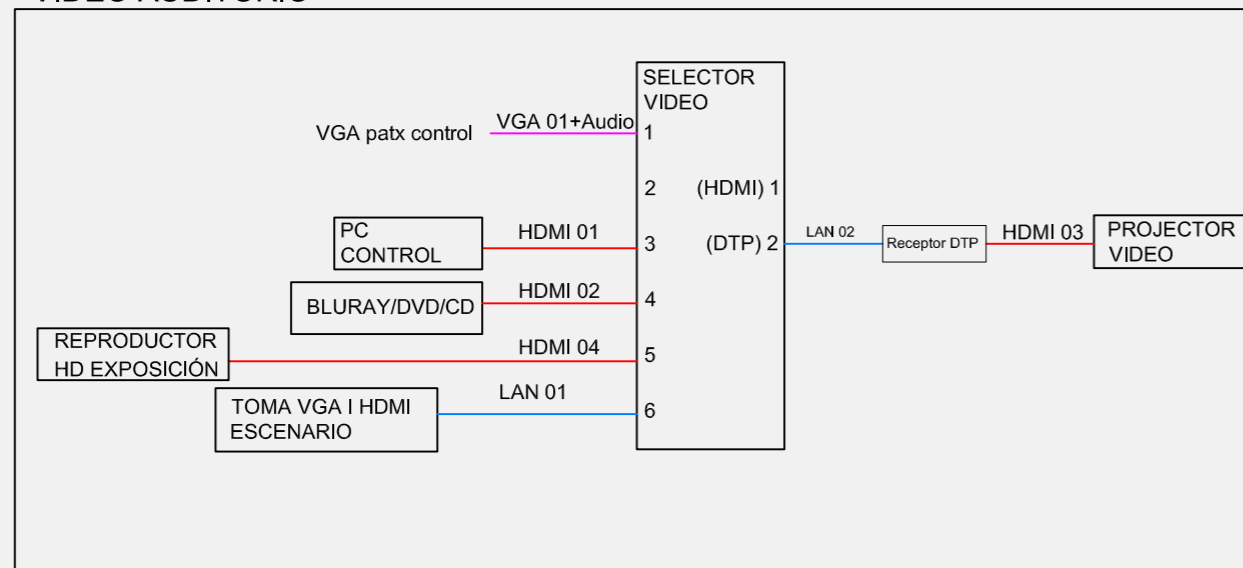 VIDEO AUDITORIO
SELECTOR
VIDEO
VGA patx control
VGA 01+Audio
1
2
(HDMI) 1
PC
CONTROL
HDMI 01
3
(DTP) 2
LAN 02
Receptor DTP
HDMI 03
PROJECTOR
VIDEO
BLURAY/DVD/CD
HDMI 02
4
REPRODUCTOR
HD EXPOSICIÓN
HDMI 04
5
TOMA VGA I HDMI
ESCENARIO
LAN 01
6